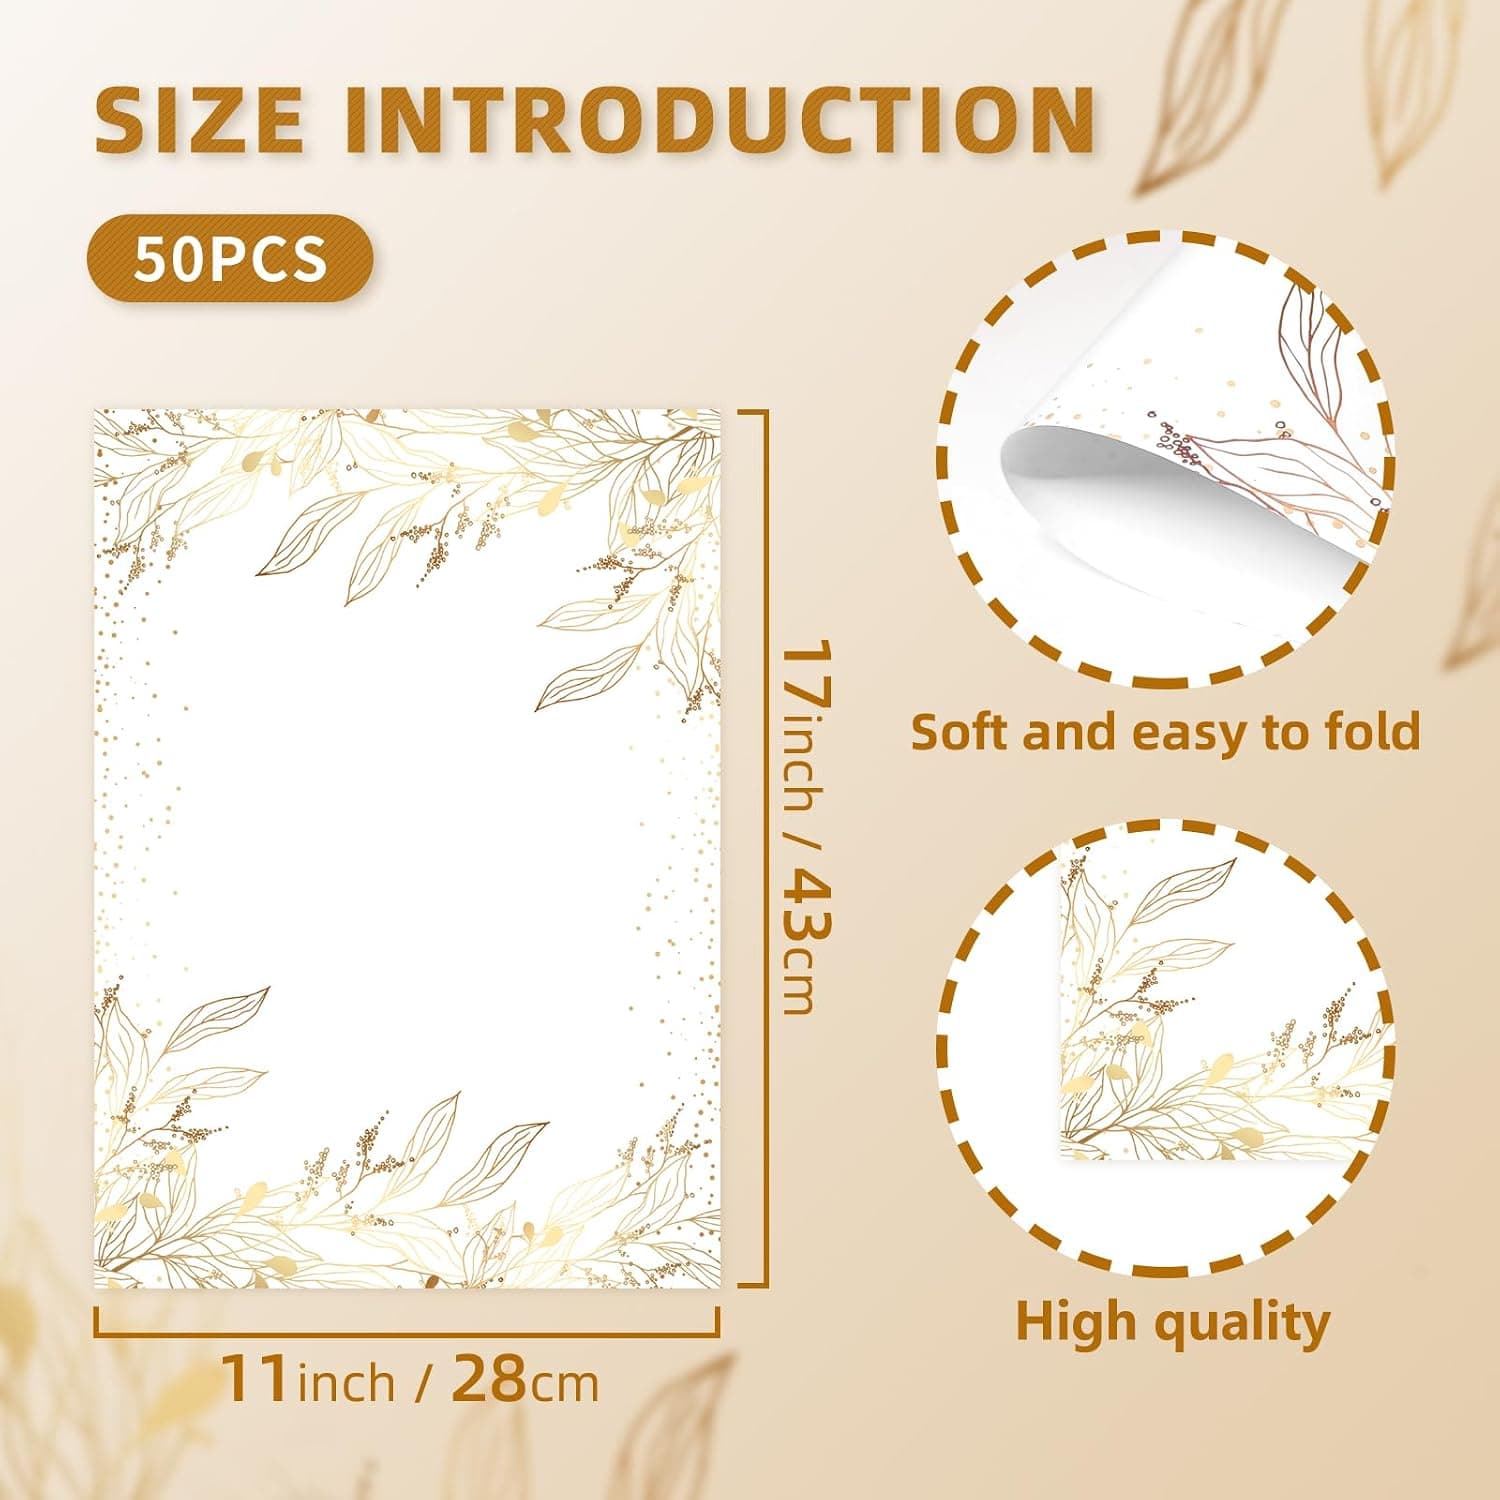 SIZE INTRODUCTION
50PCS
17inch / 43cm
Soft and easy to fold
High quality
11inch / 28cm